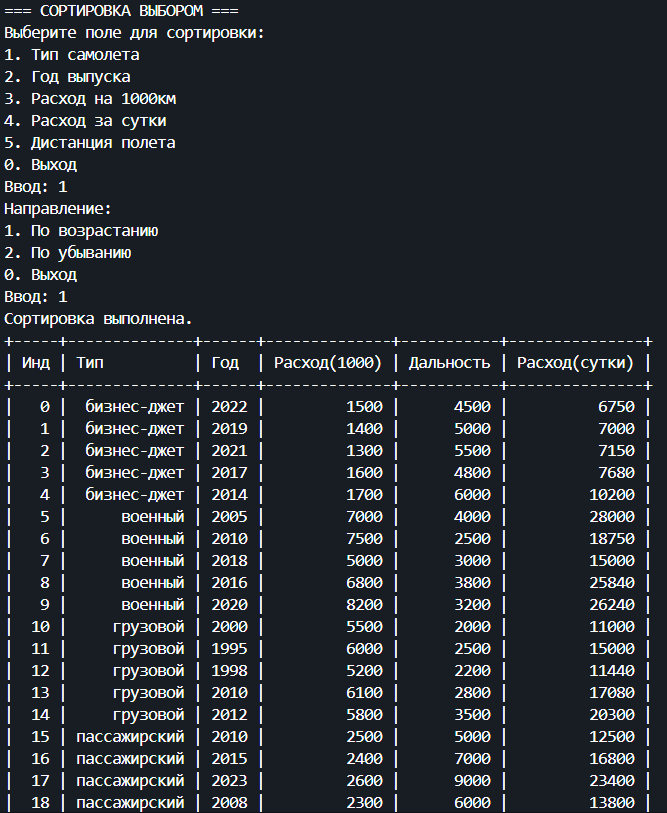 === СОРТИРОВКА ВЫБОРОМ ===
Выберите поле для сортировки:
1. Тип самолета
2. Год выпуска
3. Расход на 1000км
4. Расход за сутки
5. Дистанция полета
0. Выход
Ввод: 1
Направление:
1. По возрастанию
2. По убыванию
0. Выход
Ввод: 1
Сортировка выполнена.
+-----+--------------+------+--------------+-----------+---------------+
| Инд | Тип          | Год  | Расход(1000) | Дальность | Расход(сутки) |
+-----+--------------+------+--------------+-----------+---------------+
|   0 |  бизнес-джет | 2022 |         1500 |      4500 |          6750 |
|   1 |  бизнес-джет | 2019 |         1400 |      5000 |          7000 |
|   2 |  бизнес-джет | 2021 |         1300 |      5500 |          7150 |
|   3 |  бизнес-джет | 2017 |         1600 |      4800 |          7680 |
|   4 |  бизнес-джет | 2014 |         1700 |      6000 |         10200 |
|   5 |      военный | 2005 |         7000 |      4000 |         28000 |
|   6 |      военный | 2010 |         7500 |      2500 |         18750 |
|   7 |      военный | 2018 |         5000 |      3000 |         15000 |
|   8 |      военный | 2016 |         6800 |      3800 |         25840 |
|   9 |      военный | 2020 |         8200 |      3200 |         26240 |
|  10 |     грузовой | 2000 |         5500 |      2000 |         11000 |
|  11 |     грузовой | 1995 |         6000 |      2500 |         15000 |
|  12 |     грузовой | 1998 |         5200 |      2200 |         11440 |
|  13 |     грузовой | 2010 |         6100 |      2800 |         17080 |
|  14 |     грузовой | 2012 |         5800 |      3500 |         20300 |
|  15 | пассажирский | 2010 |         2500 |      5000 |         12500 |
|  16 | пассажирский | 2015 |         2400 |      7000 |         16800 |
|  17 | пассажирский | 2023 |         2600 |      9000 |         23400 |
|  18 | пассажирский | 2008 |         2300 |      6000 |         13800 |